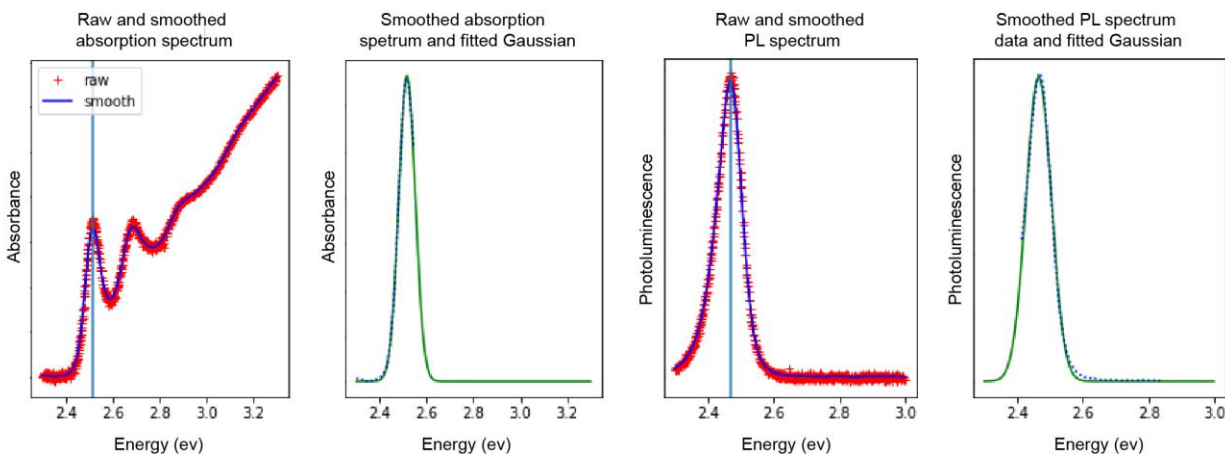 Raw and smoothed
absorption spectrum
raw
smooth
Absorbance
2.4 2.6 2.8 3.0 3.2
Energy (ev)
Smoothed absorption
spetrum and fitted Gaussian
Absorbance
2.4 2.6 2.8 3.0 3.2
Energy (ev)
Raw and smoothed
PL spectrum
Photoluminescence
2.4 2.6 2.8 3.0
Energy (ev)
Smoothed PL spectrum
data and fitted Gaussian
Photoluminescence
2.4 2.6 2.8 3.0
Energy (ev)